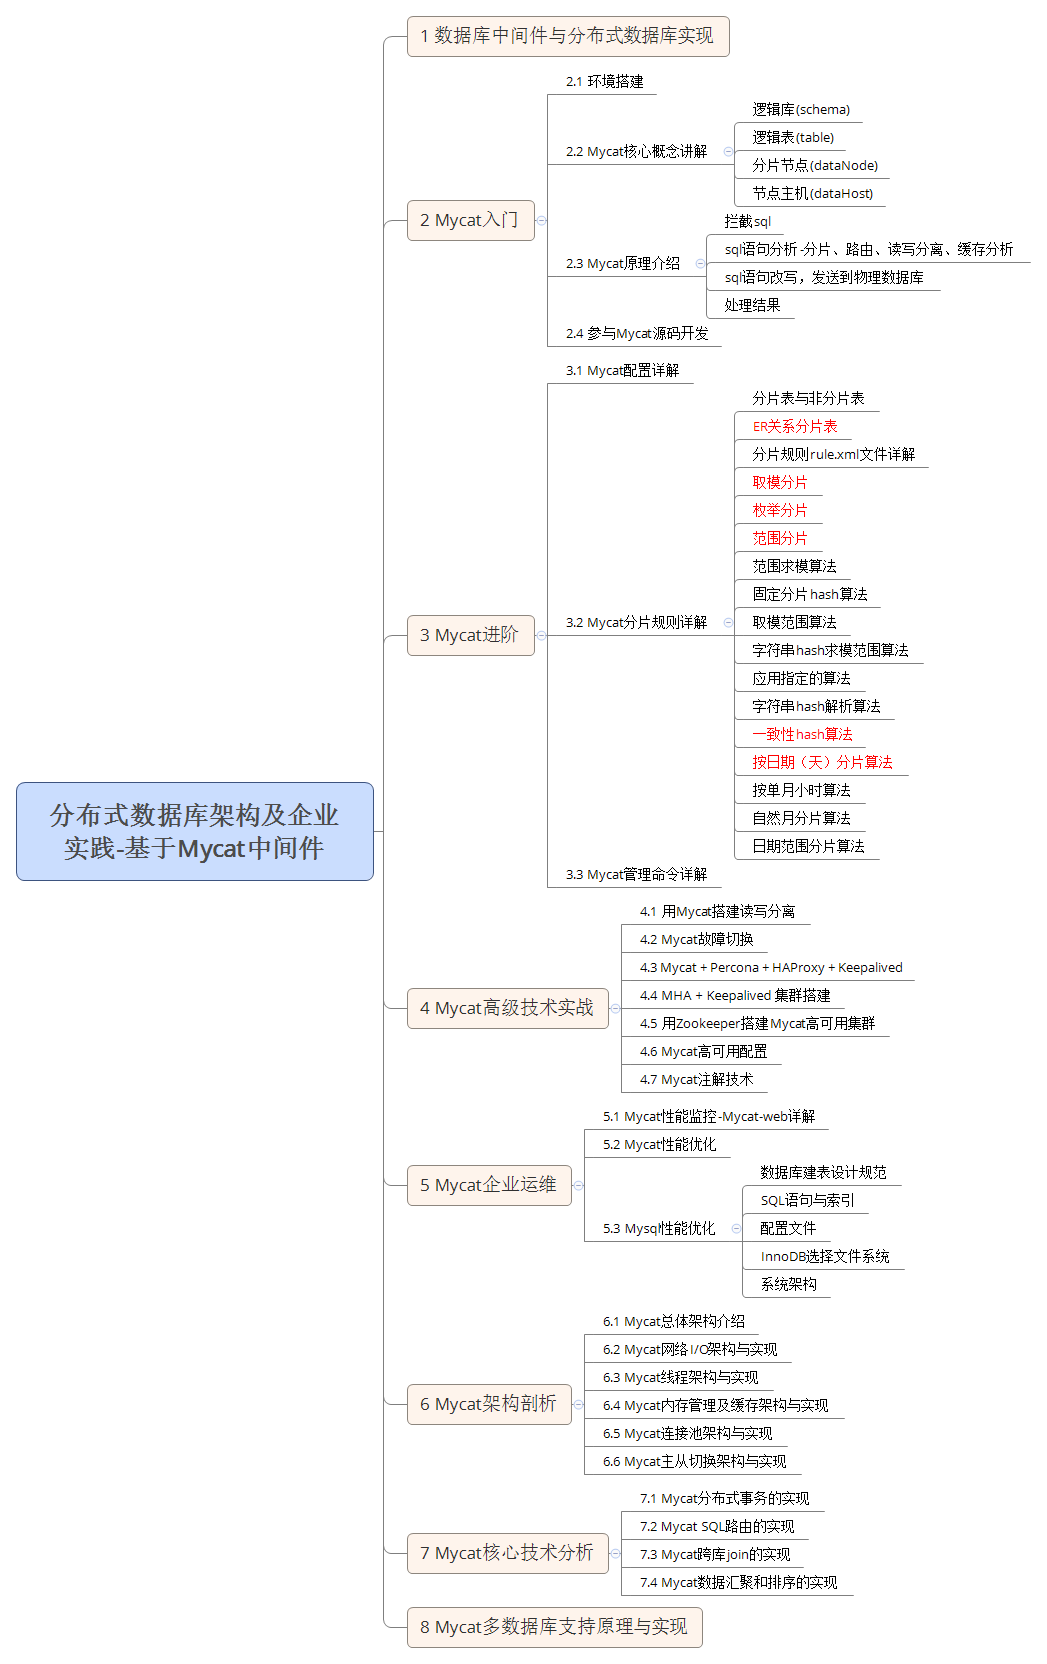 分布式数据库架构及企业
实践-基于Mycat中间件
1 数据库中间件与分布式数据库实现
2 Mycat入门
2.1 环境搭建
2.2 Mycat核心概念讲解
逻辑库(schema)
逻辑表(table)
分片节点(dataNode)
节点主机(dataHost)
2.3 Mycat原理介绍
拦截sql
sql语句分析-分片、路由、读写分离、缓存分析
sql语句改写，发送到物理数据库
处理结果
2.4 参与Mycat源码开发
3 Mycat进阶
3.1 Mycat配置详解
3.2 Mycat分片规则详解
分片表与非分片表
ER关系分片表
分片规则rule.xml文件详解
取模分片
枚举分片
范围分片
范围求模算法
固定分片hash算法
取模范围算法
字符串hash求模范围算法
应用指定的算法
字符串hash解析算法
一致性hash算法
按日期（天）分片算法
按单月小时算法
自然月分片算法
日期范围分片算法
3.3 Mycat管理命令详解
4 Mycat高级技术实战
4.1 用Mycat搭建读写分离
4.2 Mycat故障切换
4.3 Mycat + Percona + HAProxy + Keepalived
4.4 MHA + Keepalived 集群搭建
4.5 用Zookeeper搭建Mycat高可用集群
4.6 Mycat高可用配置
4.7 Mycat注解技术
5 Mycat企业运维
5.1 Mycat性能监控-Mycat-web详解
5.2 Mycat性能优化
5.3 Mysql性能优化
数据库建表设计规范
SQL语句与索引
配置文件
InnoDB选择文件系统
系统架构
6 Mycat架构剖析
6.1 Mycat总体架构介绍
6.2 Mycat网络I/O架构与实现
6.3 Mycat线程架构与实现
6.4 Mycat内存管理及缓存架构与实现
6.5 Mycat连接池架构与实现
6.6 Mycat主从切换架构与实现
7 Mycat核心技术分析
7.1 Mycat分布式事务的实现
7.2 Mycat SQL路由的实现
7.3 Mycat跨库join的实现
7.4 Mycat数据汇聚和排序的实现
8 Mycat多数据库支持原理与实现